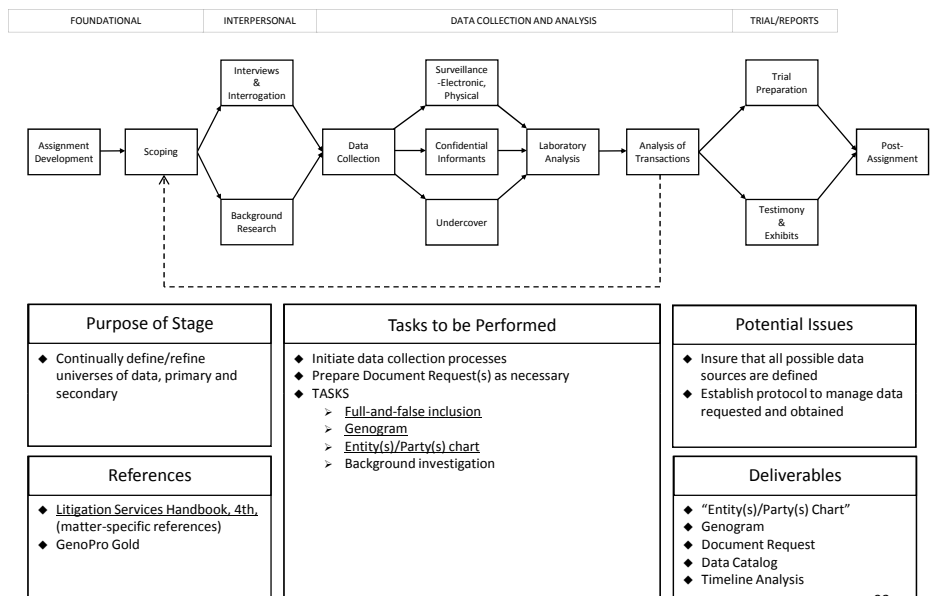 FOUNDATIONAL
INTERPERSONAL
DATA COLLECTION AND ANALYSIS
TRIAL/REPORTS
Assignment
Development
Scoping
Interviews
&
Interrogation
Background
Research
Data
Collection
Surveillance
-Electronic,
Physical
Confidential
Informants
Undercover
Laboratory
Analysis
Analysis of
Transactions
Trial
Preparation
Testimony
&
Exhibits
Post-
Assignment
Purpose of Stage
◆ Continually define/refine
universes of data, primary and
secondary
References
◆ Litigation Services Handbook, 4th,
(matter-specific references)
◆ GenoPro Gold
Tasks to be Performed
◆ Initiate data collection processes
◆ Prepare Document Request(s) as necessary
◆ TASKS
➢ Full-and-false inclusion
➢ Genogram
➢ Entity(s)/Party(s) chart
➢ Background investigation
Potential Issues
◆ Insure that all possible data
sources are defined
◆ Establish protocol to manage data
requested and obtained
Deliverables
◆ “Entity(s)/Party(s) Chart”
◆ Genogram
◆ Document Request
◆ Data Catalog
◆ Timeline Analysis